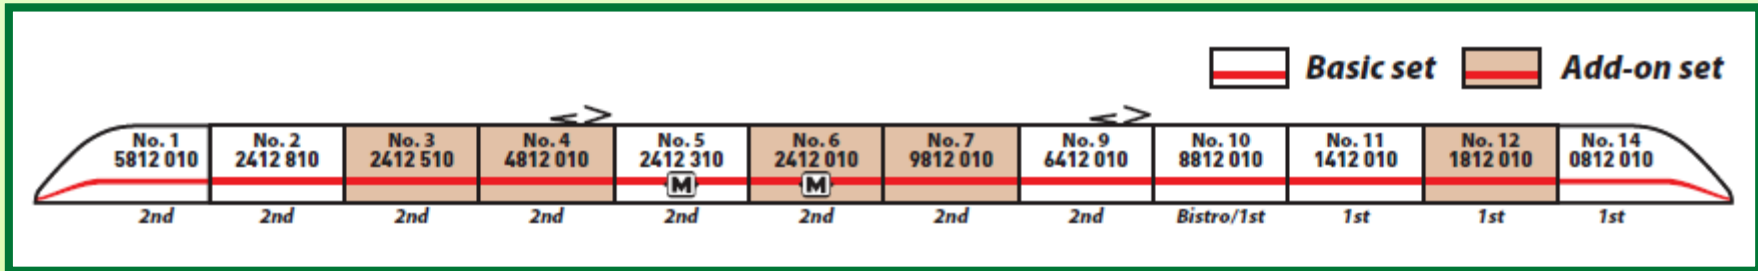 Basic set Add-on set
No. 1 No. 2 No. 3 No. 4 No. 5 No. 6 No. 7 No. 9 No. 10 No. 11 No. 12 No. 14
5812 010 2412 810 2412 510 4812 010 2412 310 2412 010 9812 010 6412 010 8812 010 1412 010 1812 010 0812 010
M M
2nd 2nd 2nd 2nd 2nd 2nd 2nd 2nd Bistro/1st 1st 1st 1st